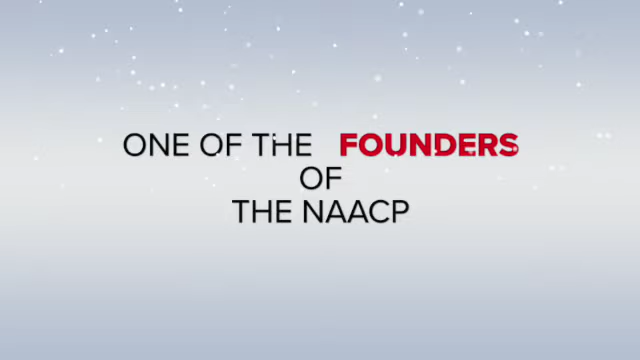 ONE OF THE FOUNDERS
OF
THE NAACP